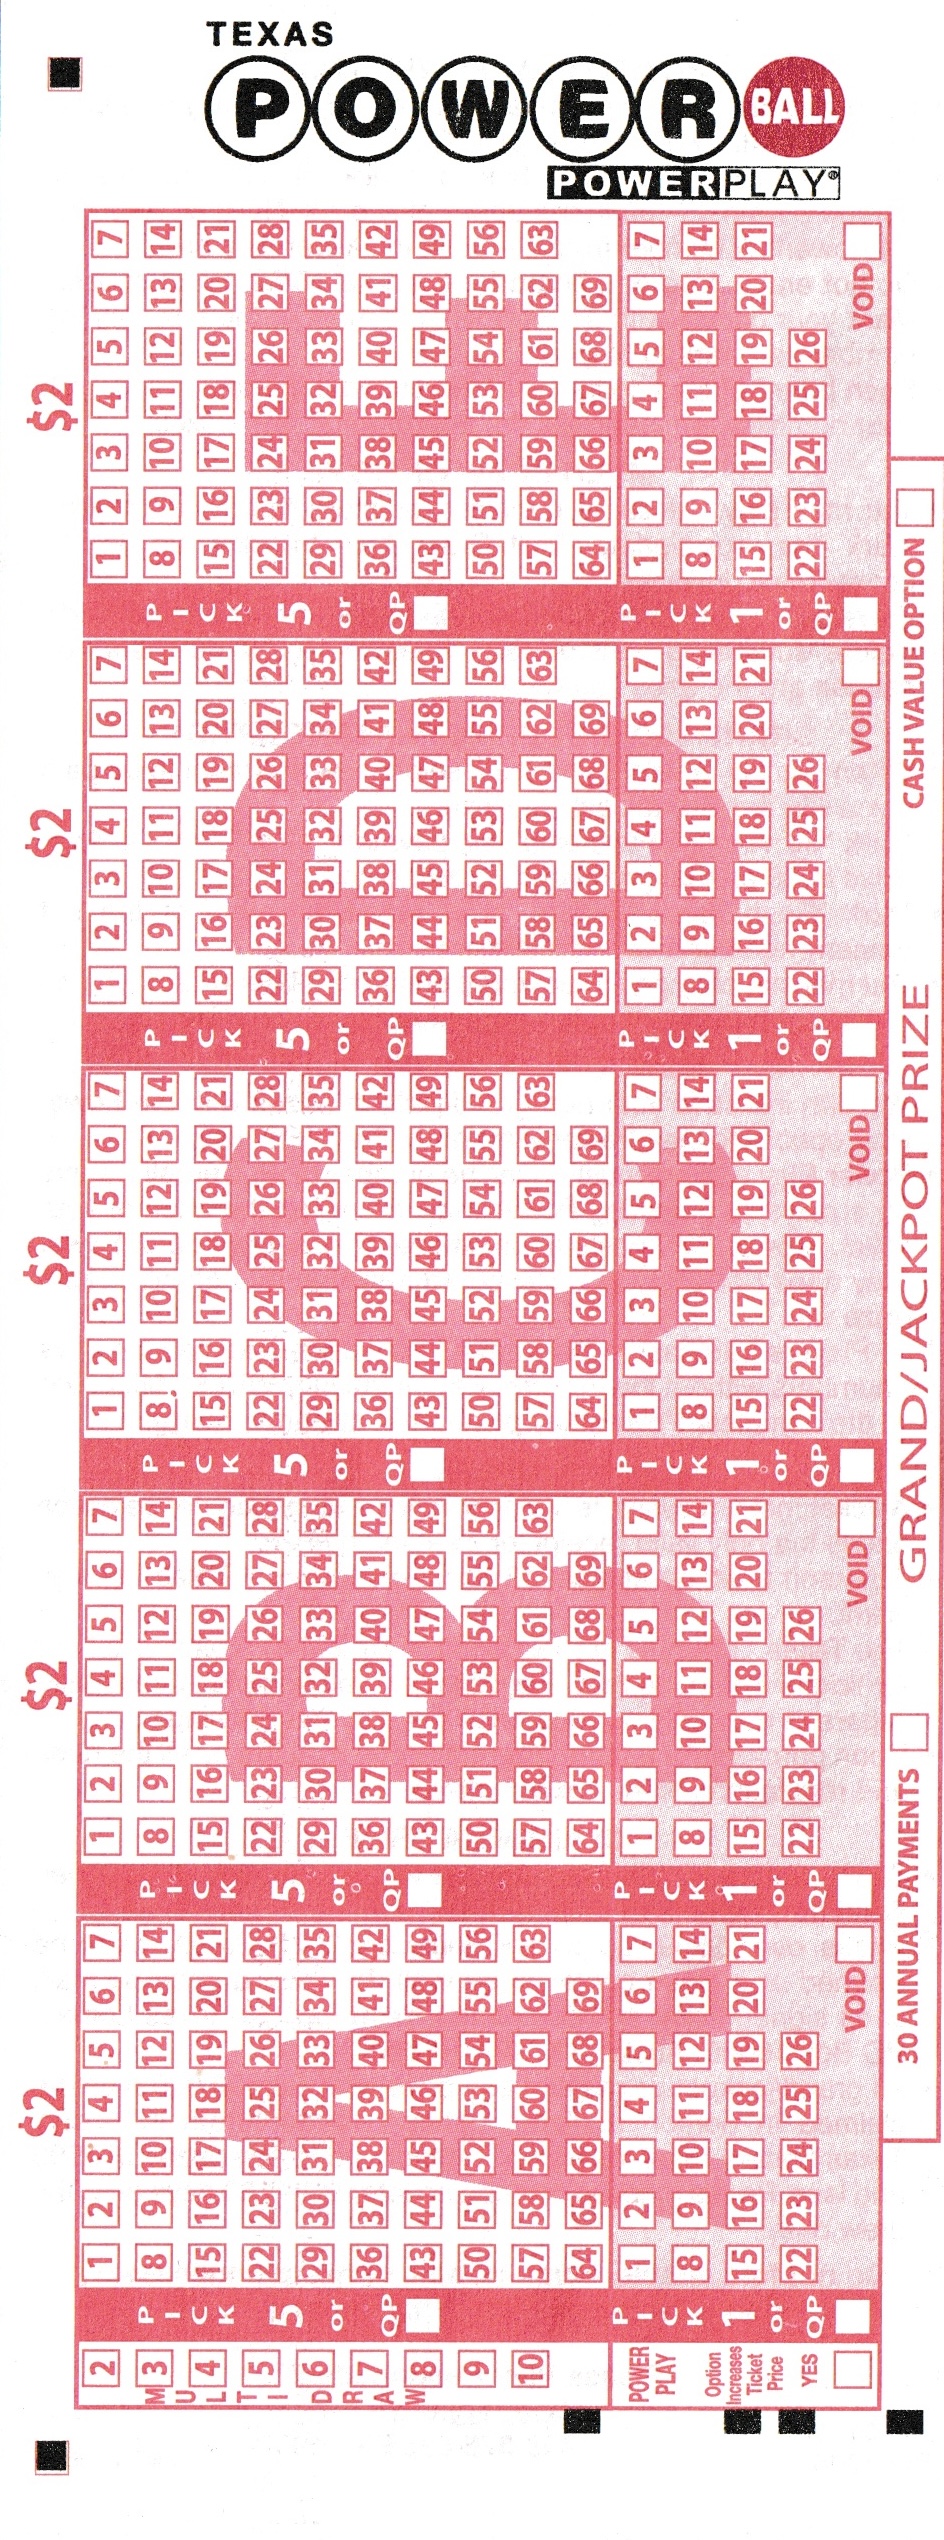 TEXAS
POWER BALL
POWERPLAY®
MULTI DRAW
2
3
4
5
6
7
8
9
10
POWER
PLAY
Option
Increases
Ticket
Price
YES
$2
A
PICK 5 or QP
1 2 3 4 5 6 7
8 9 10 11 12 13 14
15 16 17 18 19 20 21
22 23 24 25 26 27 28
29 30 31 32 33 34 35
36 37 38 39 40 41 42
43 44 45 46 47 48 49
50 51 52 53 54 55 56
57 58 59 60 61 62 63
64 65 66 67 68 69
PICK 1 or QP
1 2 3 4 5 6 7
8 9 10 11 12 13 14
15 16 17 18 19 20 21
22 23 24 25 26
VOID
$2
B
PICK 5 or QP
1 2 3 4 5 6 7
8 9 10 11 12 13 14
15 16 17 18 19 20 21
22 23 24 25 26 27 28
29 30 31 32 33 34 35
36 37 38 39 40 41 42
43 44 45 46 47 48 49
50 51 52 53 54 55 56
57 58 59 60 61 62 63
64 65 66 67 68 69
PICK 1 or QP
1 2 3 4 5 6 7
8 9 10 11 12 13 14
15 16 17 18 19 20 21
22 23 24 25 26
VOID
$2
C
PICK 5 or QP
1 2 3 4 5 6 7
8 9 10 11 12 13 14
15 16 17 18 19 20 21
22 23 24 25 26 27 28
29 30 31 32 33 34 35
36 37 38 39 40 41 42
43 44 45 46 47 48 49
50 51 52 53 54 55 56
57 58 59 60 61 62 63
64 65 66 67 68 69
PICK 1 or QP
1 2 3 4 5 6 7
8 9 10 11 12 13 14
15 16 17 18 19 20 21
22 23 24 25 26
VOID
$2
D
PICK 5 or QP
1 2 3 4 5 6 7
8 9 10 11 12 13 14
15 16 17 18 19 20 21
22 23 24 25 26 27 28
29 30 31 32 33 34 35
36 37 38 39 40 41 42
43 44 45 46 47 48 49
50 51 52 53 54 55 56
57 58 59 60 61 62 63
64 65 66 67 68 69
PICK 1 or QP
1 2 3 4 5 6 7
8 9 10 11 12 13 14
15 16 17 18 19 20 21
22 23 24 25 26
VOID
$2
E
PICK 5 or QP
1 2 3 4 5 6 7
8 9 10 11 12 13 14
15 16 17 18 19 20 21
22 23 24 25 26 27 28
29 30 31 32 33 34 35
36 37 38 39 40 41 42
43 44 45 46 47 48 49
50 51 52 53 54 55 56
57 58 59 60 61 62 63
64 65 66 67 68 69
PICK 1 or QP
1 2 3 4 5 6 7
8 9 10 11 12 13 14
15 16 17 18 19 20 21
22 23 24 25 26
VOID
30 ANNUAL PAYMENTS GRAND/JACKPOT PRIZE CASH VALUE OPTION